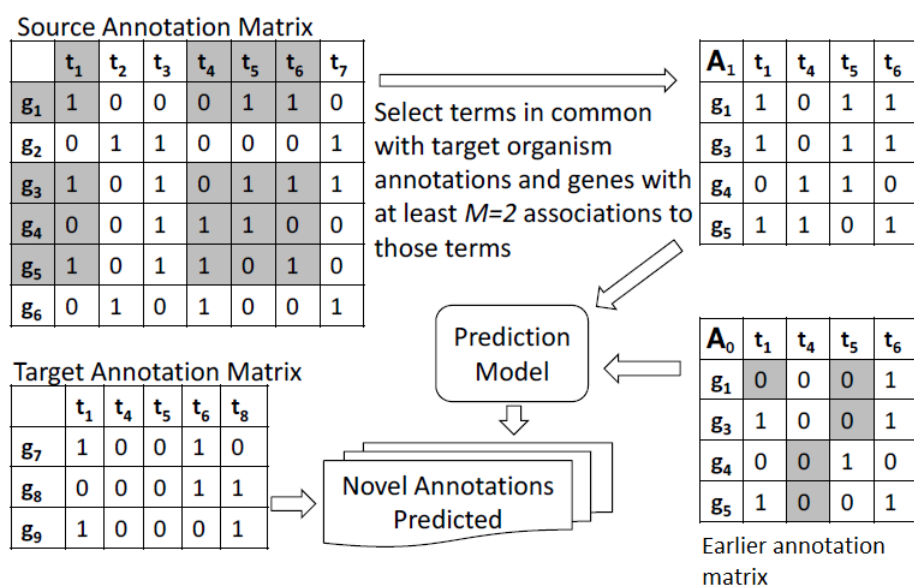 Source Annotation Matrix
t1 t2 t3 t4 t5 t6 t7
g1 1 0 0 0 1 1 0
g2 0 1 1 0 0 0 1
g3 1 0 1 0 1 1 1
g4 0 0 1 1 1 0 0
g5 1 0 1 1 0 1 0
g6 0 1 0 1 0 0 1
Select terms in common
with target organism
annotations and genes with
at least M=2 associations to
those terms
A1 t1 t4 t5 t6
g1 1 0 1 1
g3 1 0 1 1
g4 0 1 1 0
g5 1 1 0 1
Prediction
Model
A0 t1 t4 t5 t6
g1 0 0 0 1
g3 1 0 0 1
g4 0 0 1 0
g5 1 0 0 1
Earlier annotation
matrix
Target Annotation Matrix
t1 t4 t5 t6 t8
g7 1 0 0 1 0
g8 0 0 0 1 1
g9 1 0 0 0 1
Novel Annotations
Predicted